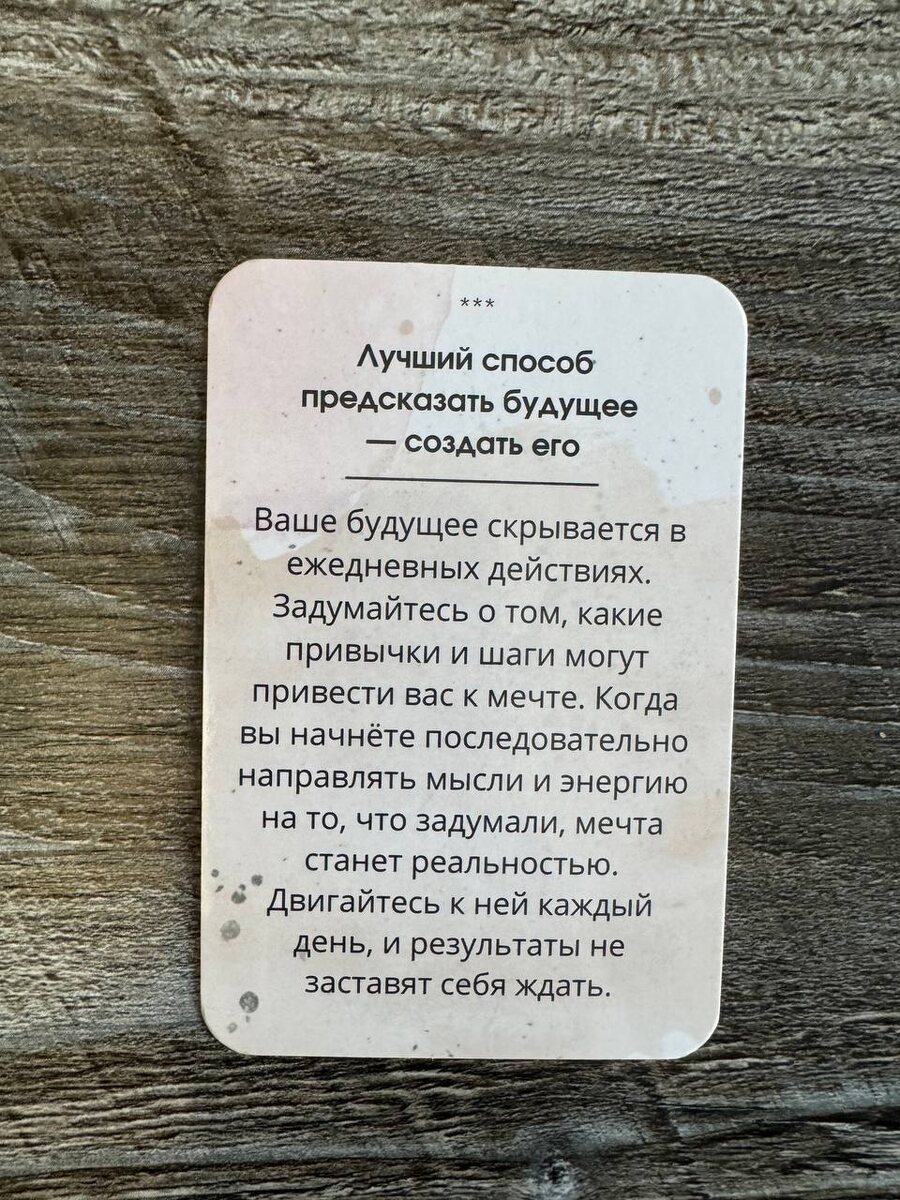 ***
Лучший способ
предсказать будущее
— создать его
Ваше будущее скрывается в
ежедневных действиях.
Задумайтесь о том, какие
привычки и шаги могут
привести вас к мечте. Когда
вы начнёте последовательно
направлять мысли и энергию
на то, что задумали, мечта
станет реальностью.
Двигайтесь к ней каждый
день, и результаты не
заставят себя ждать.